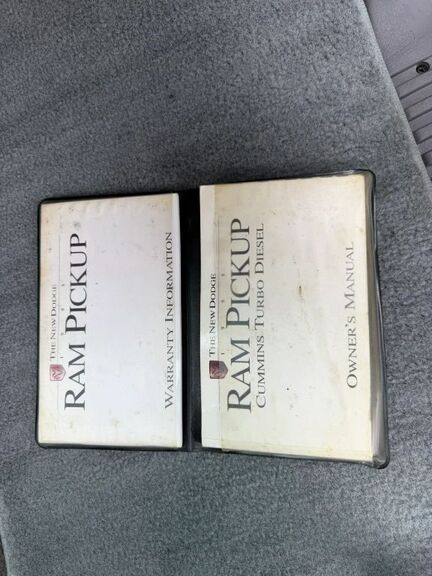 THE NEW DODGE
RAM PICKUP
WARRANTY INFORMATION
THE NEW DODGE
RAM PICKUP
CUMMINS TURBO DIESEL
OWNER'S MANUAL